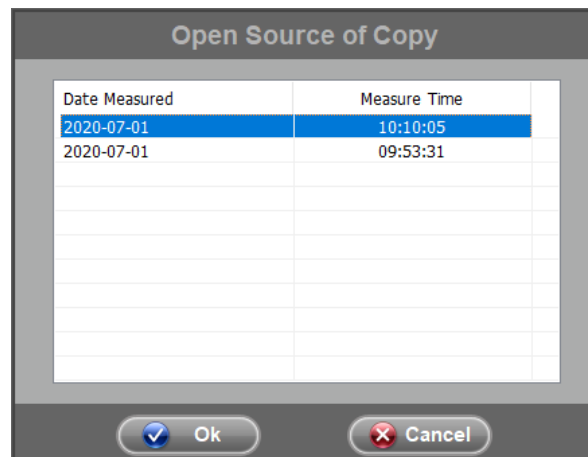 Open Source of Copy
Date Measured Measure Time
2020-07-01 10:10:05
2020-07-01 09:53:31
Ok Cancel